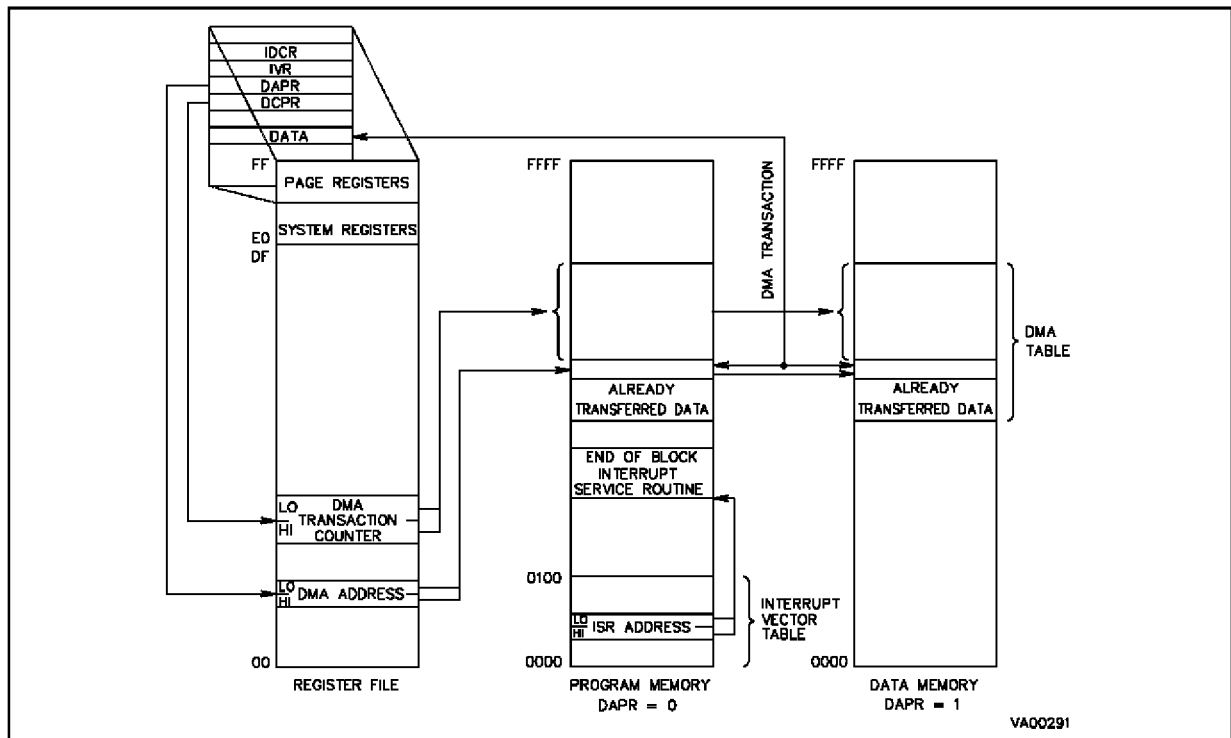 IDCR
IVR
DAPR
DCPR
DATA
FF
PAGE REGISTERS
SYSTEM REGISTERS
E0
DF
LO
HI
DMA
TRANSACTION
COUNTER
LO
HI
DMA ADDRESS
00
REGISTER FILE
FFFF
DMA TRANSACTION
ALREADY
TRANSFERRED DATA
END OF BLOCK
INTERRUPT
SERVICE ROUTINE
0100
LO
HI
ISR ADDRESS
INTERRUPT
VECTOR
TABLE
0000
PROGRAM MEMORY
DAPR = 0
FFFF
DMA
TABLE
ALREADY
TRANSFERRED DATA
0000
DATA MEMORY
DAPR = 1
VA00291